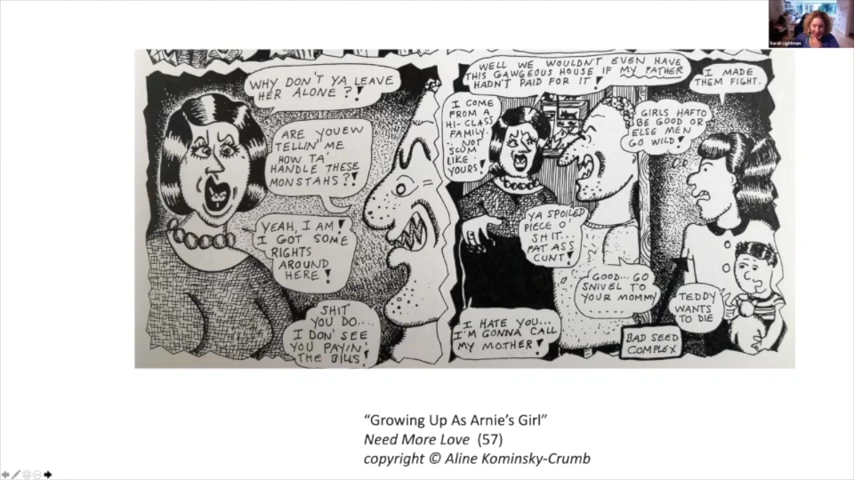 Sarah Lightman
WHY DON'T YA LEAVE
HER ALONE?!
ARE YOUEW
TELLIN' ME
HOW TA'
HANDLE THESE
MONSTAHS?!
YEAH, I AM!
I GOT SOME
RIGHTS
AROUND
HERE!
SHIT
YOU DO...
I DON' SEE
YOU PAYIN'
THE BILLS!
WELL WE WOULDN'T EVEN HAVE
THIS GAWGEOUS HOUSE IF MY FATHER
HADN'T PAID FOR IT!
I COME
FROM A
HI-CLASS
FAMILY.
NOT
SCUM
LIKE
YOURS!
YA SPOILED
PIECE O'
SHIT...
FAT ASS
CUNT!
GOOD... GO
SNIVEL TO
YOUR MOMMY
I HATE YOU...
I'M GONNA CALL
MY MOTHER!
I MADE
THEM FIGHT.
GIRLS HAFTO
BE GOOD OR
ELSE MEN
GO WILD!
TEDDY
WANTS
TO DIE
BAD SEED
COMPLEX
"Growing Up As Arnie's Girl"
Need More Love (57)
copyright © Aline Kominsky-Crumb